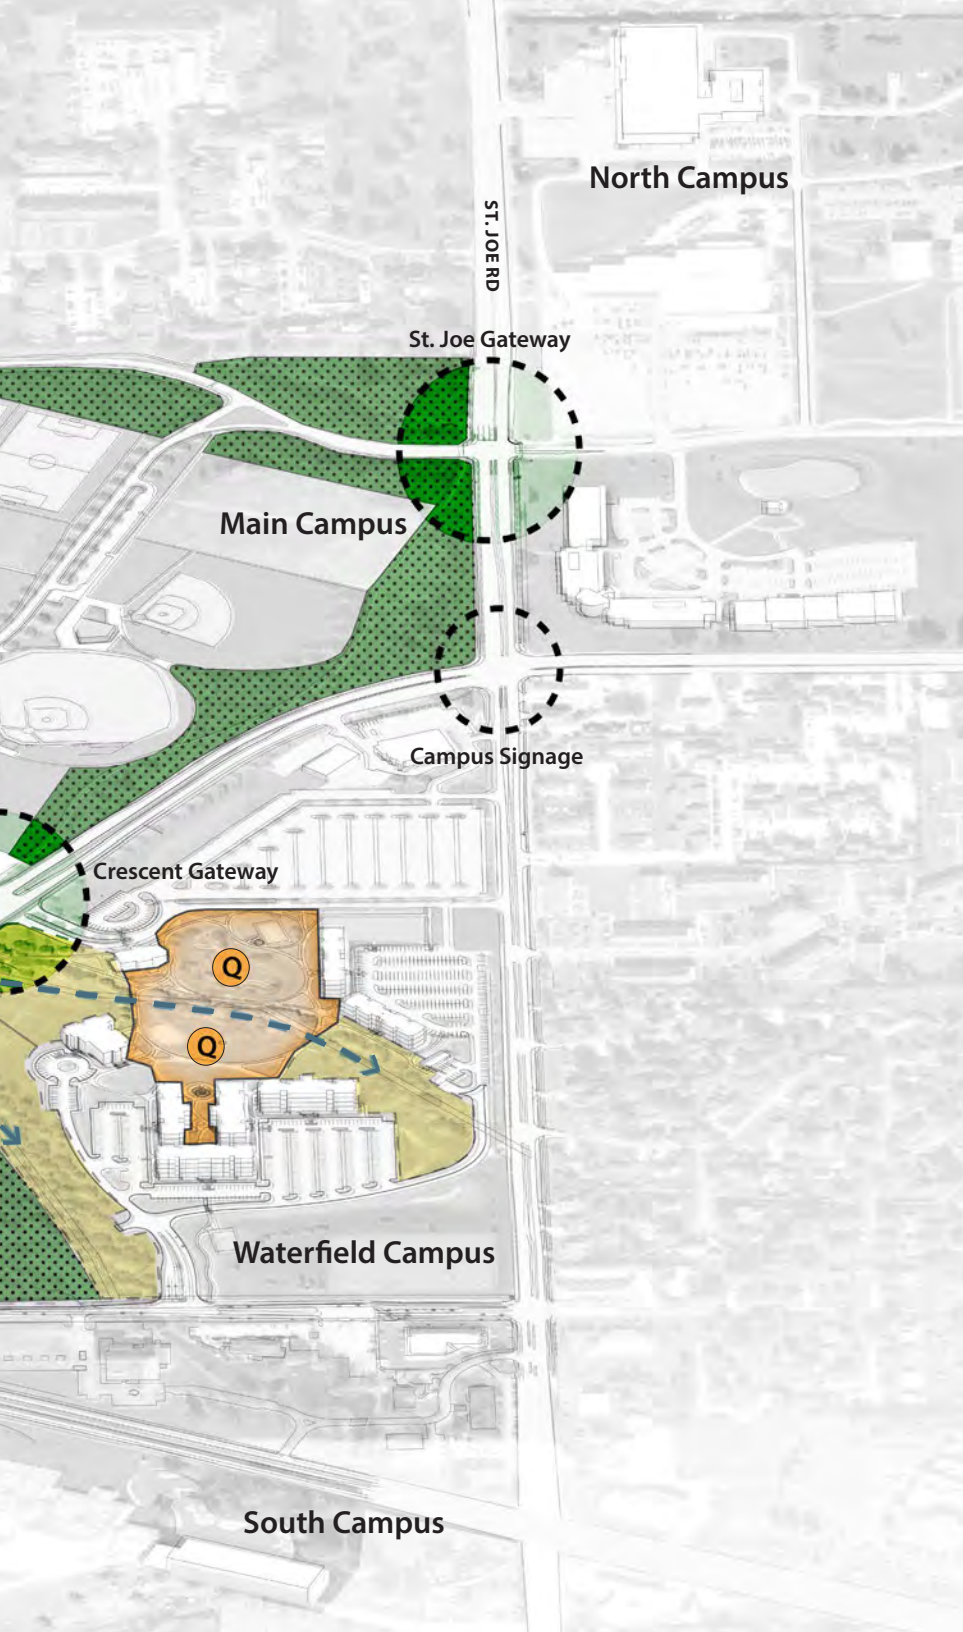 North Campus
ST. JOE RD
St. Joe Gateway
Main Campus
Campus Signage
Crescent Gateway
Q
Q
Waterfield Campus
South Campus